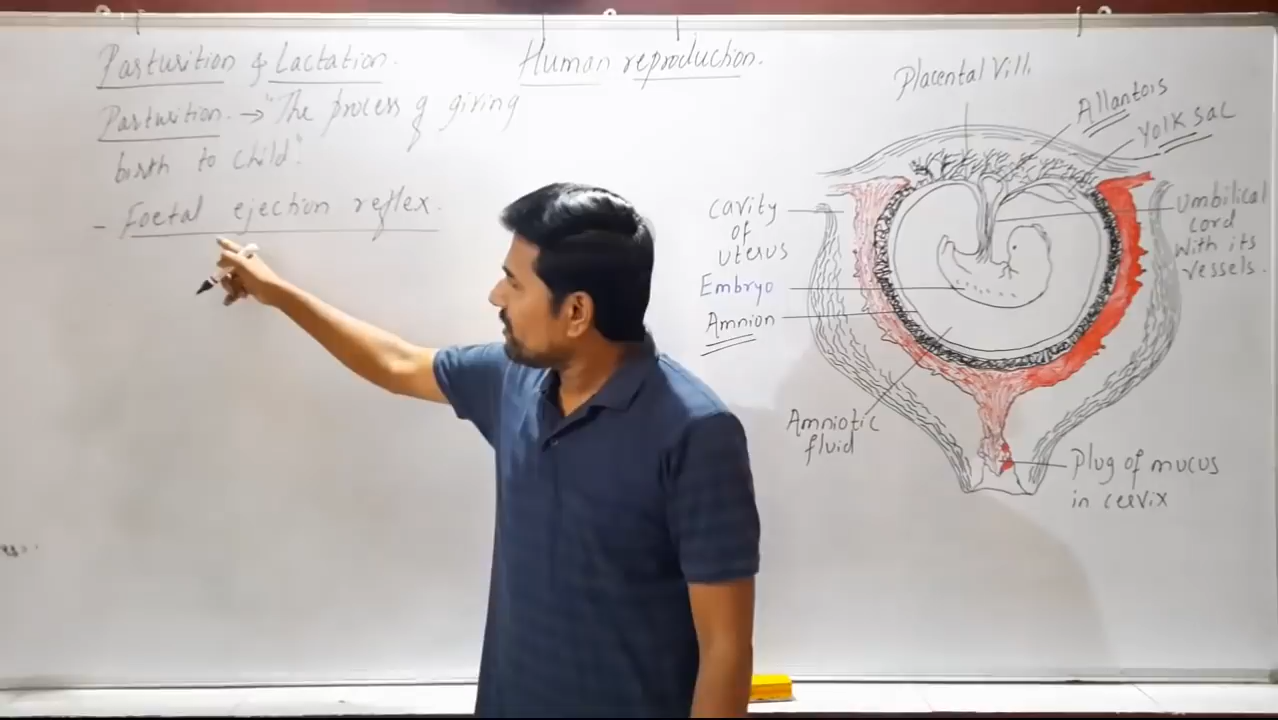 Parturition & Lactation.
Human reproduction.
Parturition. → "The process of giving
birth to child"
- Foetal ejection reflex.
Placental Villi
Allantois
Yolk sac
Umbilical
cord
with its
vessels.
cavity
of
uterus
Embryo
Amnion
Amniotic
fluid
Plug of mucus
in cervix